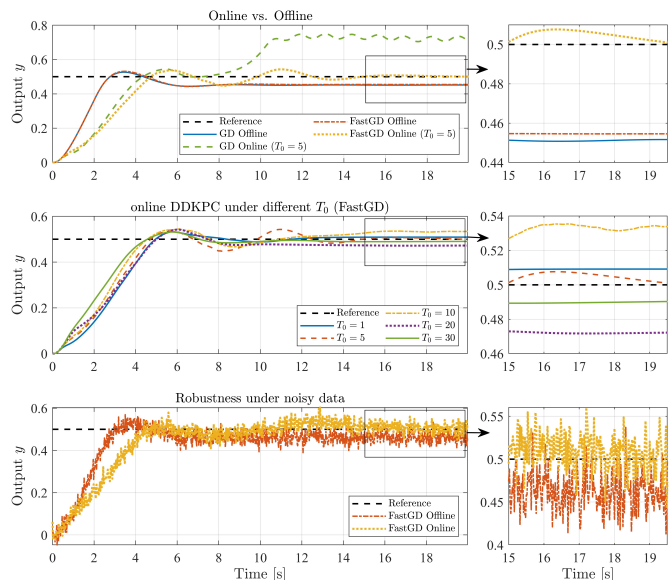 Online vs. Offline
Output y
0.8
0.6
0.4
0.2
0
Reference
GD Offline
GD Online (T₀ = 5)
FastGD Offline
FastGD Online (T₀ = 5)
0 2 4 6 8 10 12 14 16 18
0.5
0.48
0.46
0.44
15 16 17 18 19
online DDKPC under different T₀ (FastGD)
Output y
0.6
0.4
0.2
0
Reference
T₀ = 1
T₀ = 5
T₀ = 10
T₀ = 20
T₀ = 30
0 2 4 6 8 10 12 14 16 18
0.54
0.52
0.5
0.48
0.46
15 16 17 18 19
Robustness under noisy data
Output y
0.6
0.4
0.2
0
Reference
FastGD Offline
FastGD Online
0 2 4 6 8 10 12 14 16 18
Time [s]
0.55
0.5
0.45
0.4
15 16 17 18 19
Time [s]